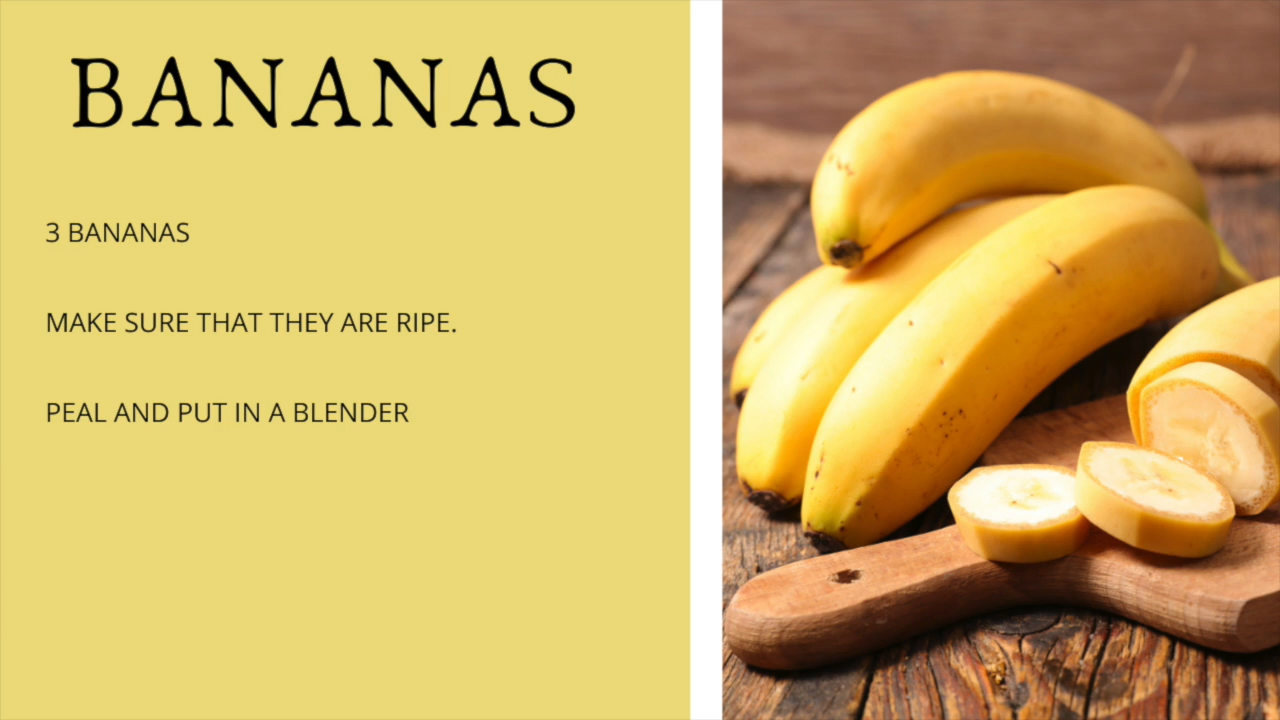 BANANAS
3 BANANAS
MAKE SURE THAT THEY ARE RIPE.
PEAL AND PUT IN A BLENDER